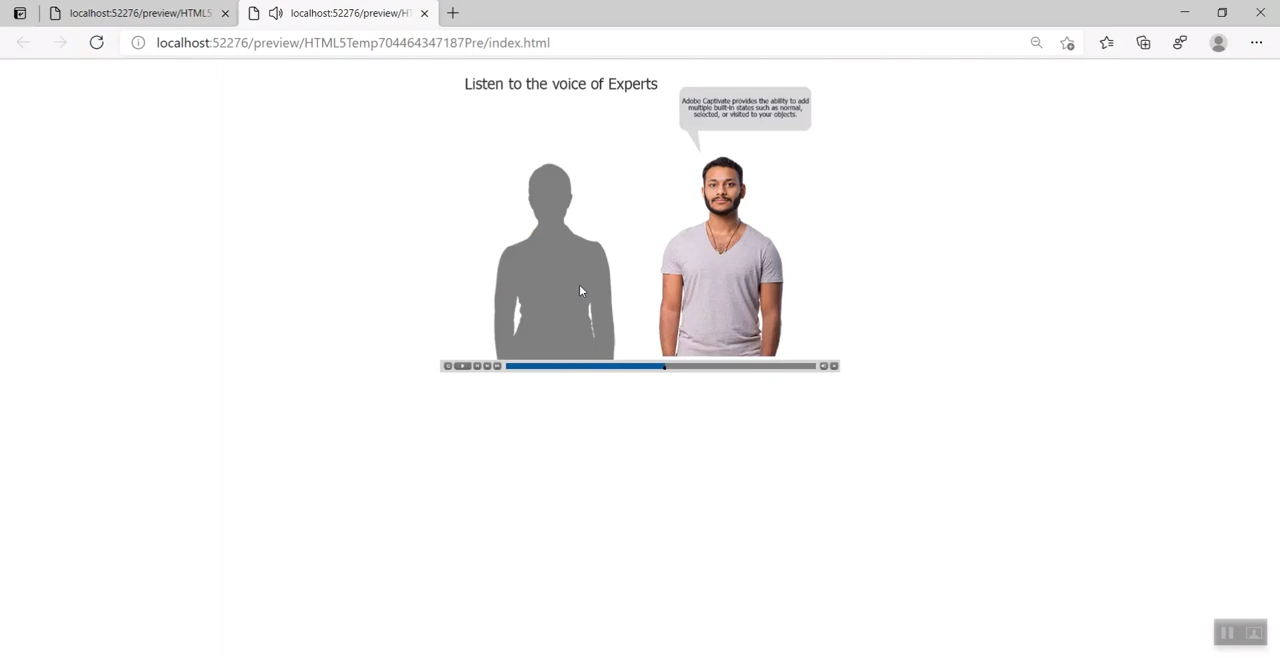 localhost:52276/preview/HTML5
localhost:52276/preview/HT
localhost:52276/preview/HTML5Temp704464347187Pre/index.html
Listen to the voice of Experts
Adobe Captivate provides the ability to add
multiple built-in states such as normal,
selected, or visited to your objects.